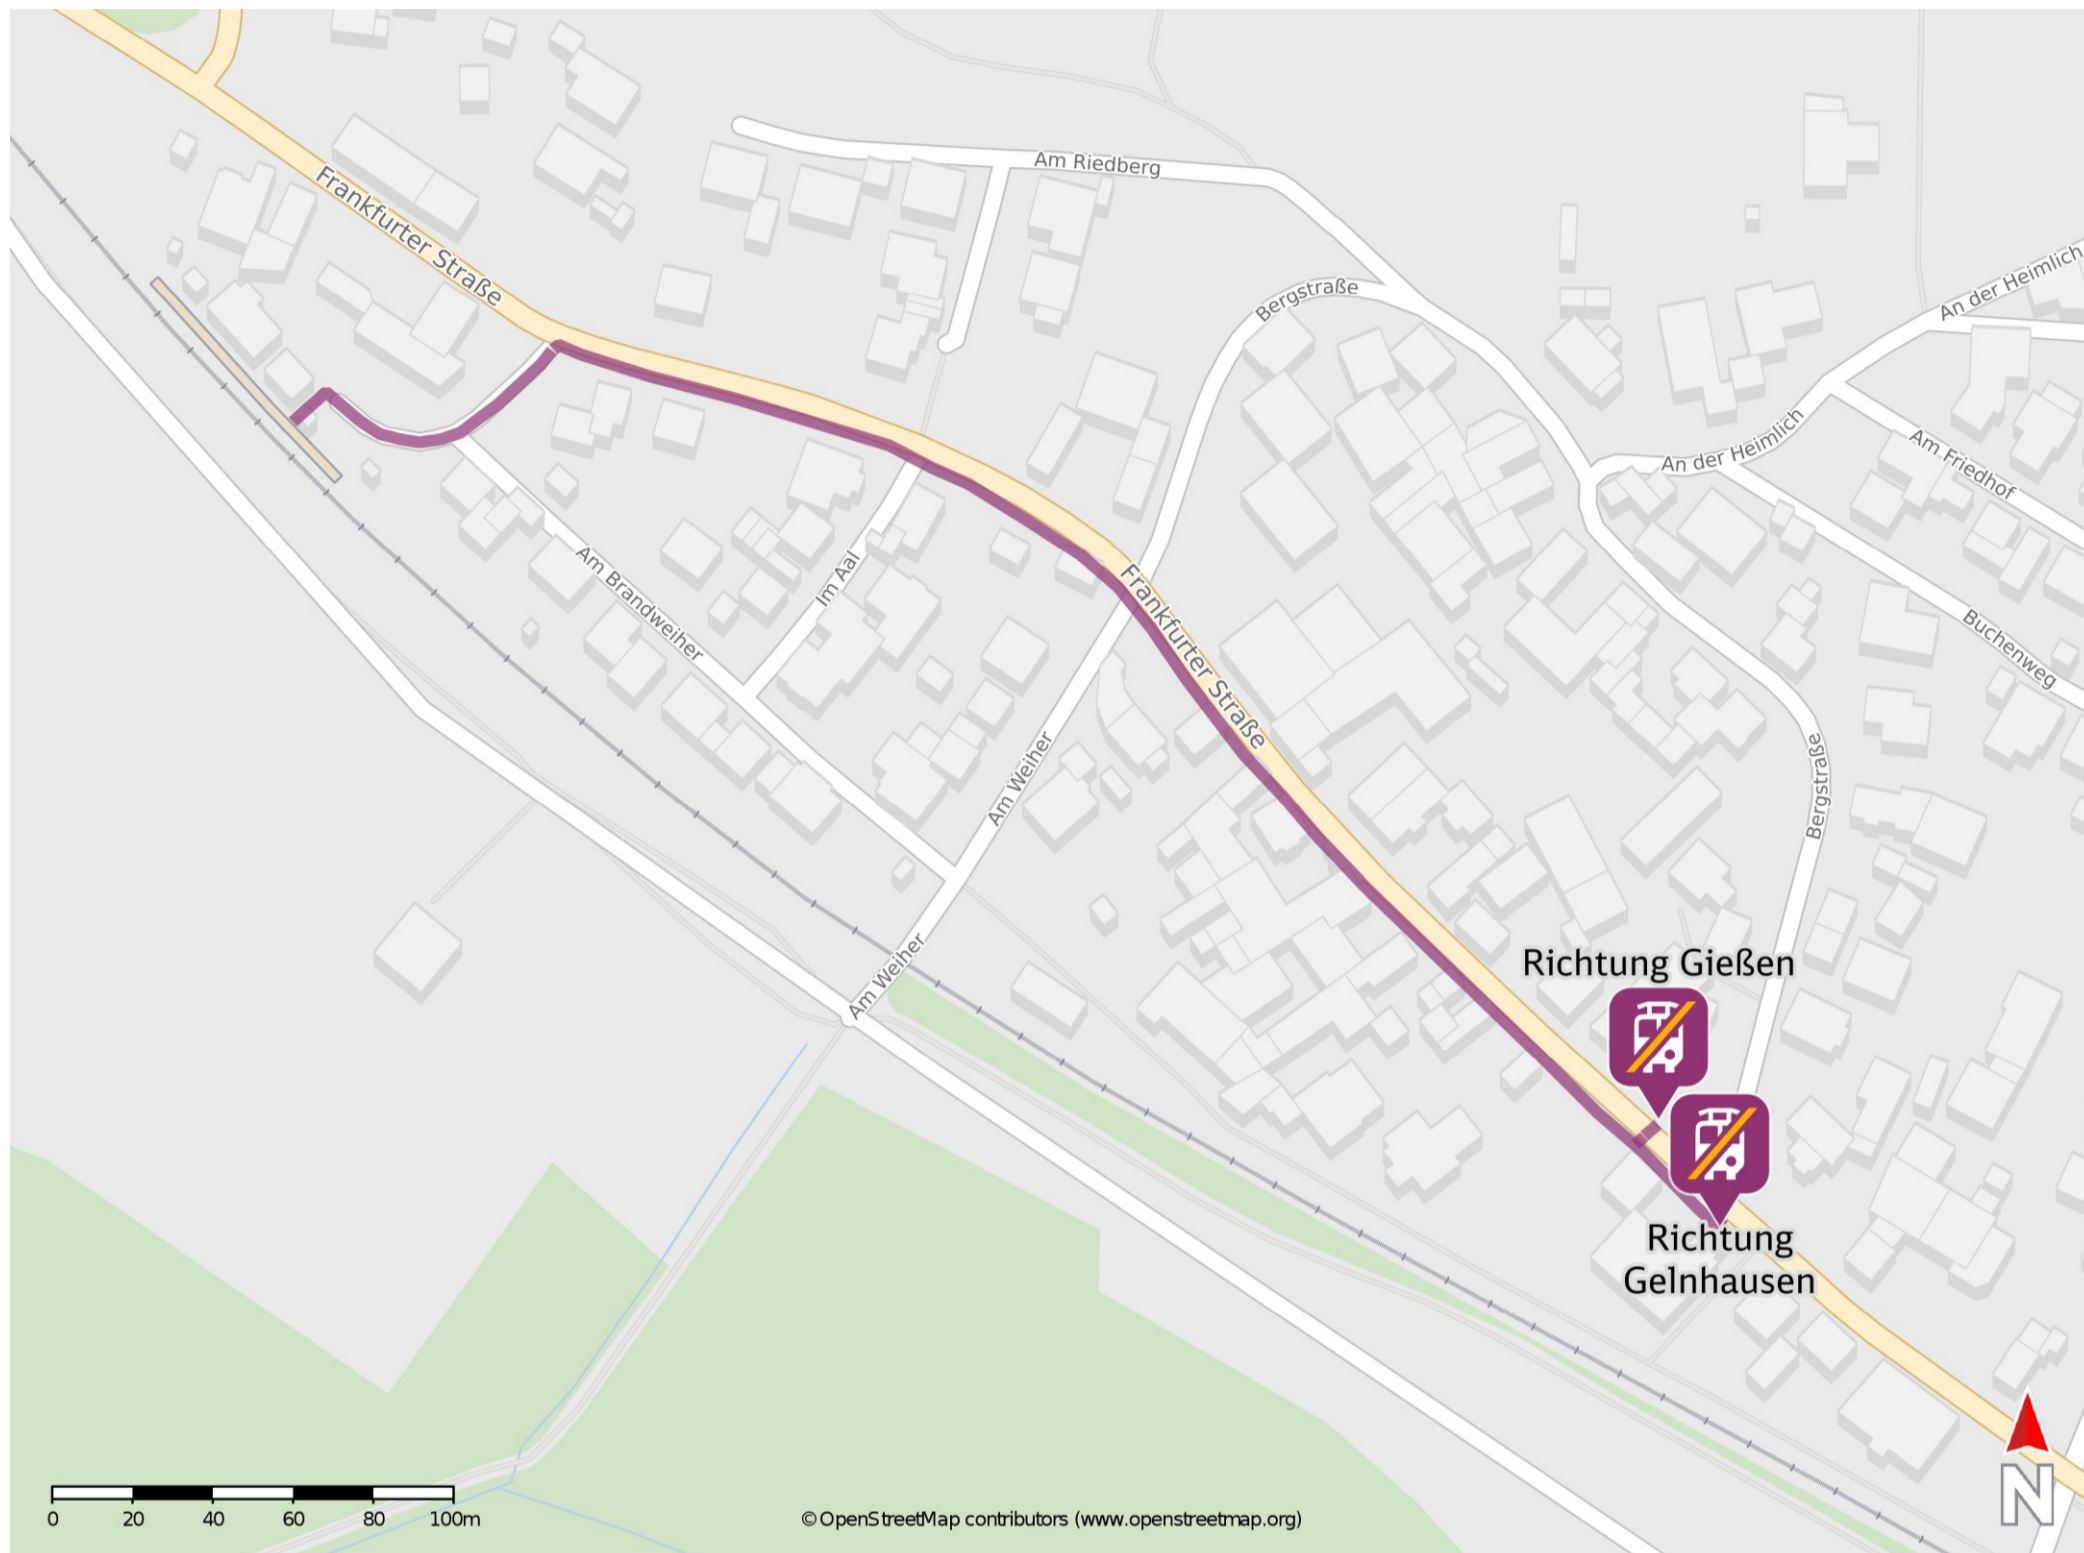 Am Riedberg
Frankfurter Straße
Bergstraße
An der Heimlich
An der Heimlich
Am Friedhof
Im Aal
Am Brandweiher
Frankfurter Straße
Buchenweg
Am Weiher
Bergstraße
Am Weiher
Richtung Gießen
Richtung
Gelnhausen
N
0 20 40 60 80 100m
© OpenStreetMap contributors (www.openstreetmap.org)